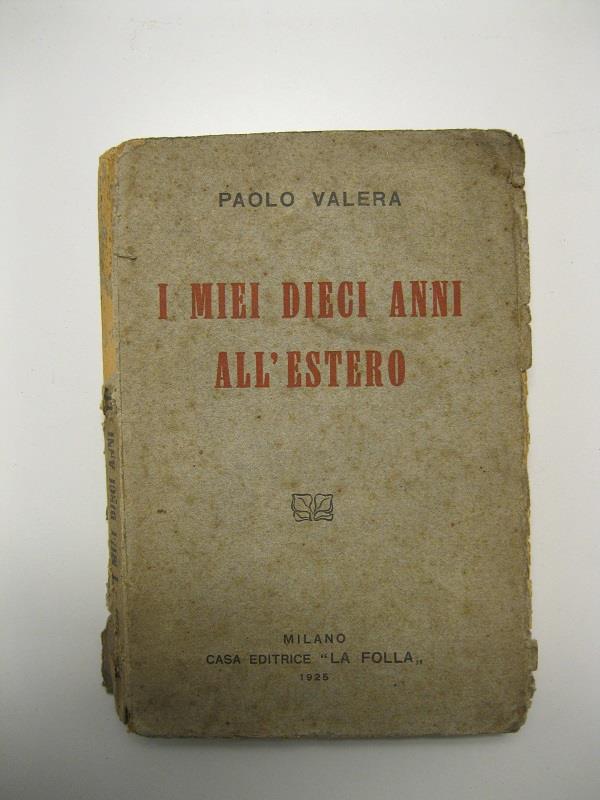 PAOLO VALERA
I MIEI DIECI ANNI
ALL'ESTERO
MILANO
CASA EDITRICE "LA FOLLA„
1925
I MIEI DIECI ANNI